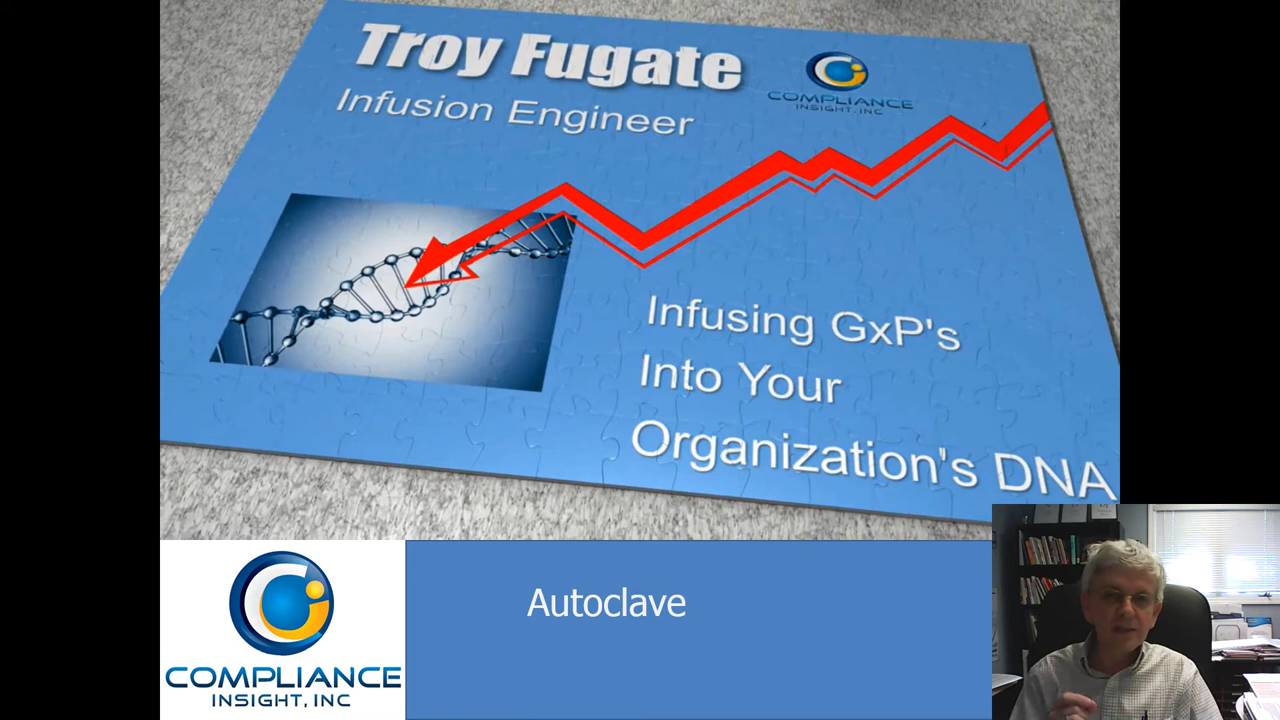 Troy Fugate
Infusion Engineer
COMPLIANCE
INSIGHT, INC
Infusing GxP's
Into Your
Organization's DNA
COMPLIANCE
INSIGHT, INC
Autoclave